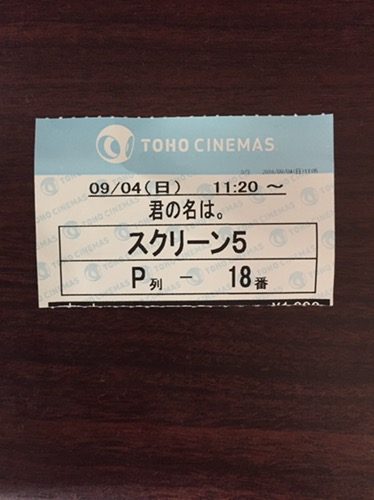 TOHO CINEMAS
09/04(日) 11:20 ～
君の名は。
スクリーン5
P列 － 18番